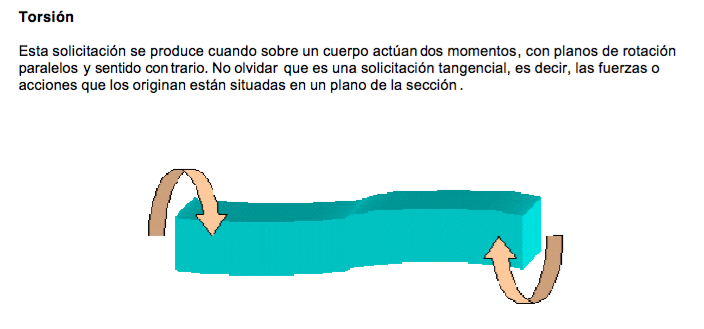 Torsión
Esta solicitación se produce cuando sobre un cuerpo actúan dos momentos, con planos de rotación
paralelos y sentido contrario. No olvidar que es una solicitación tangencial, es decir, las fuerzas o
acciones que los originan están situadas en un plano de la sección.